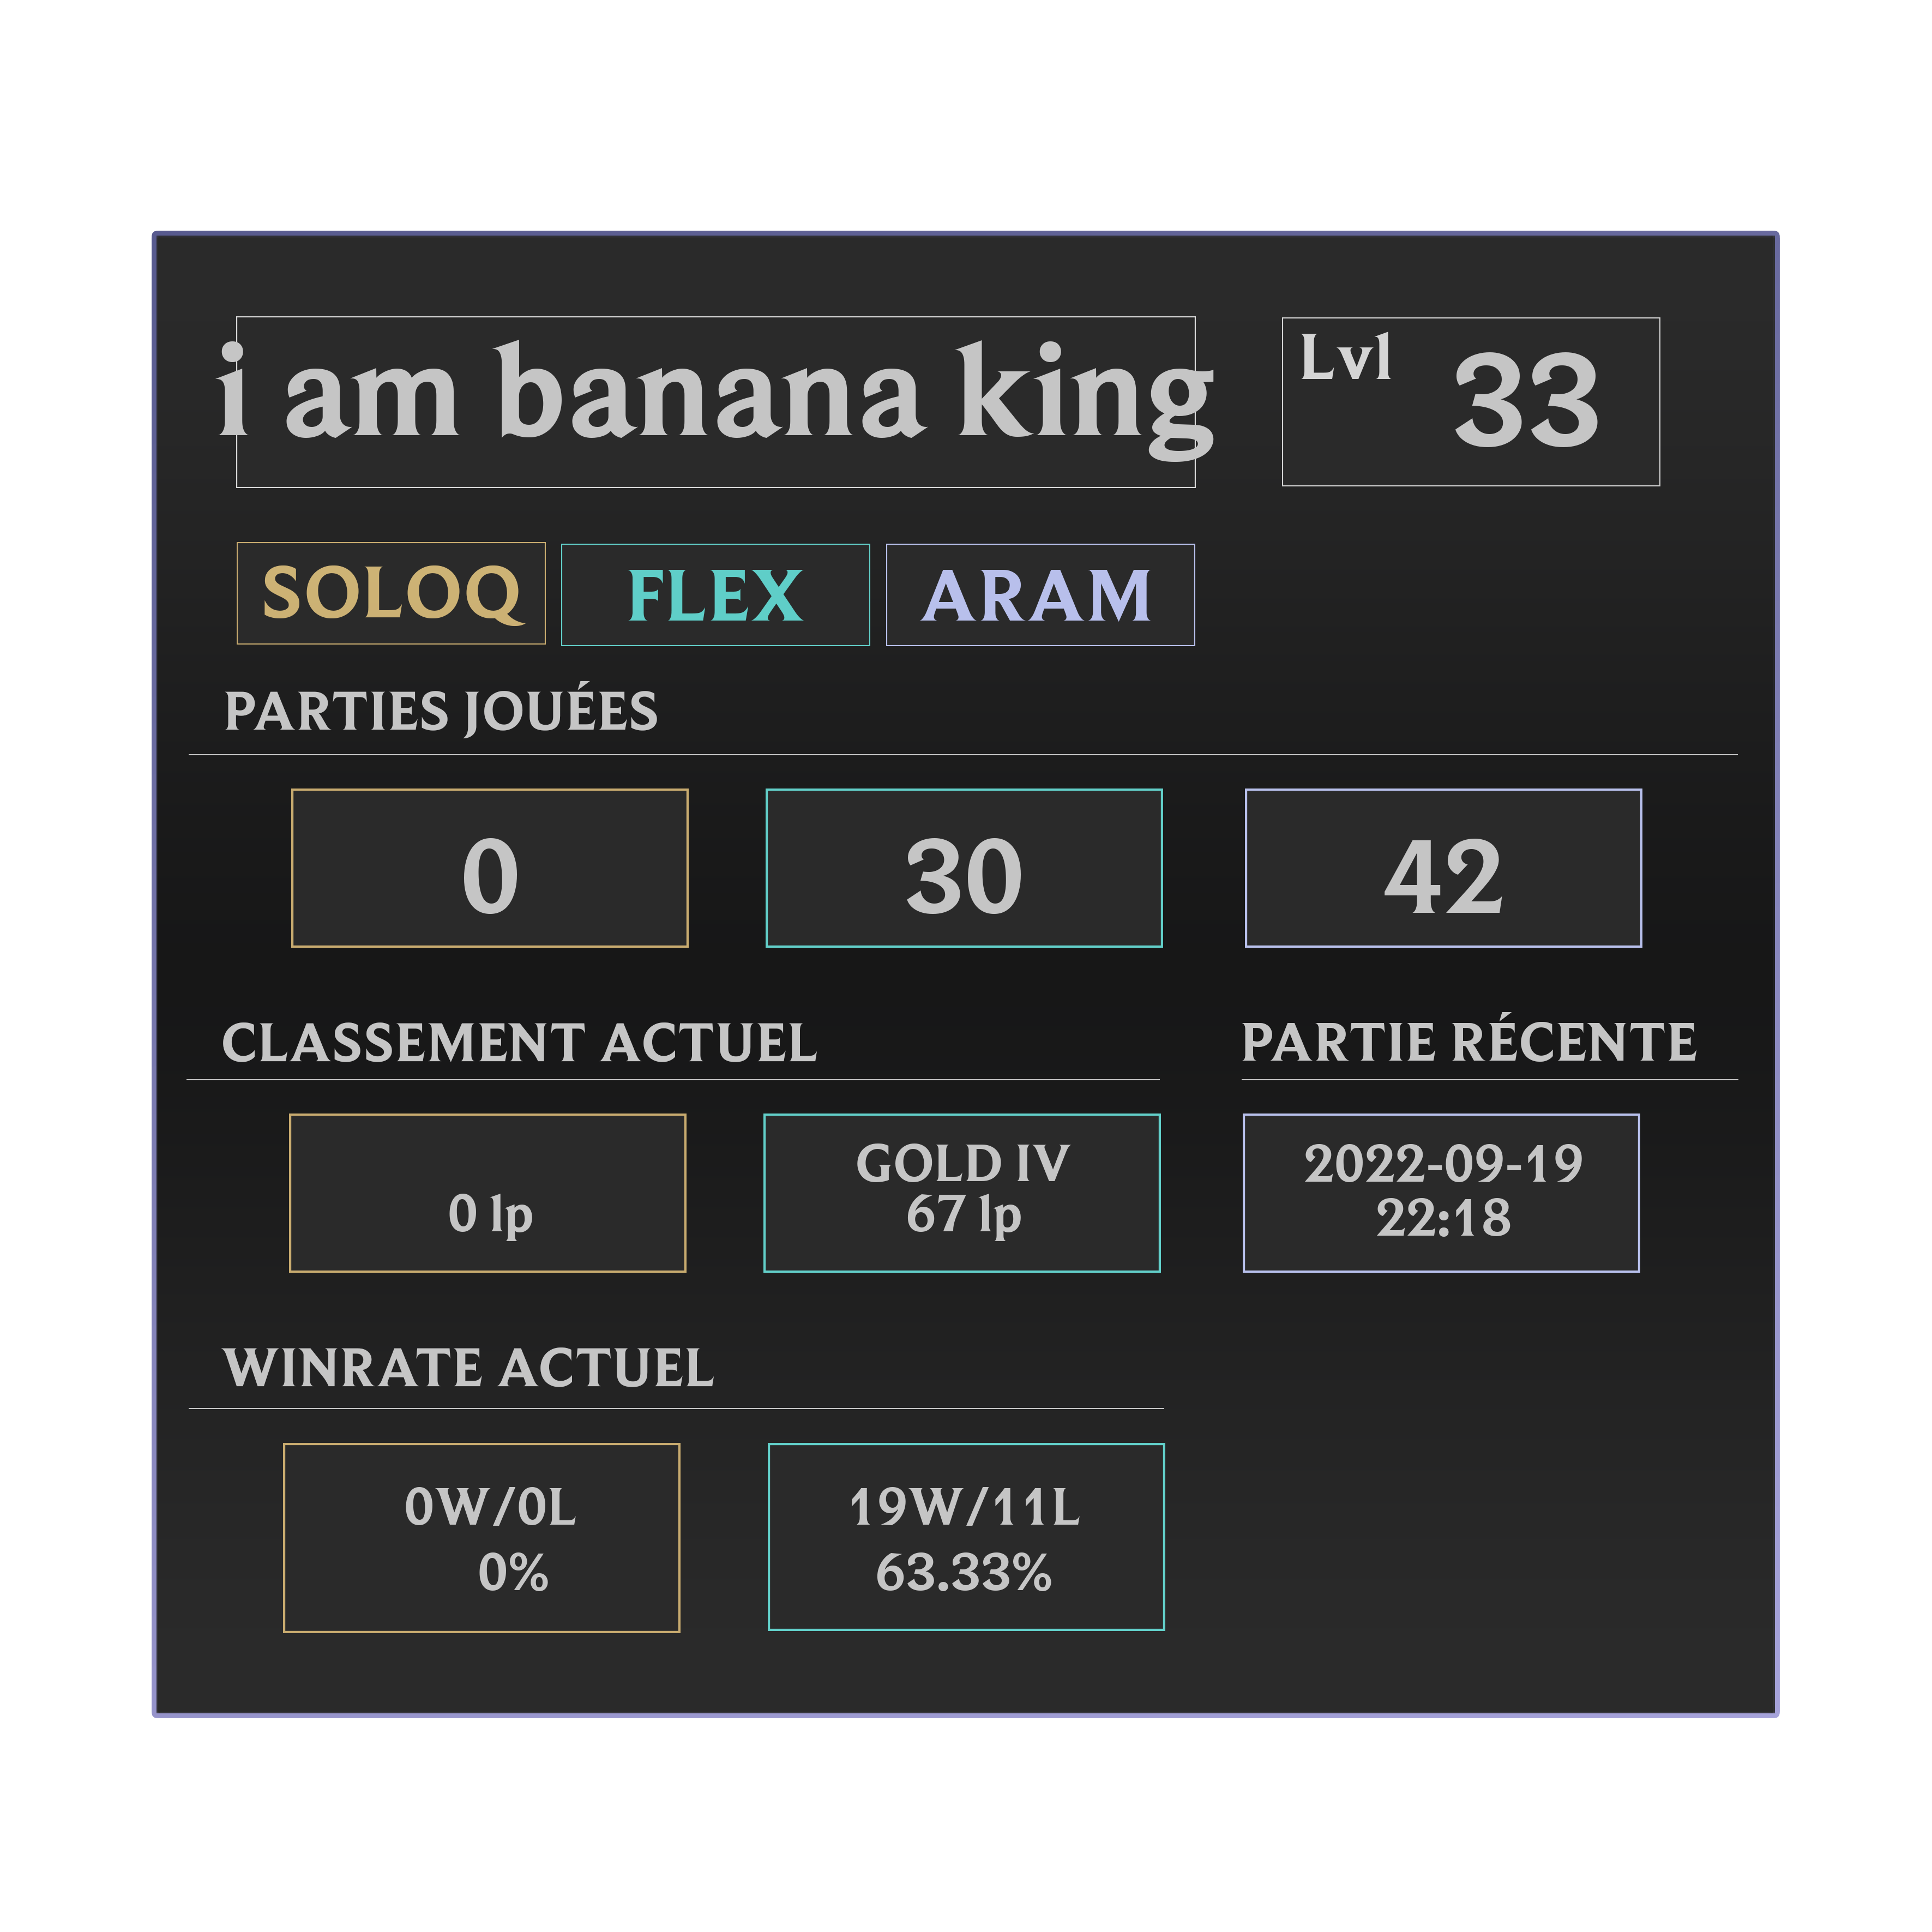 i am banana king
Lvl 33
SOLOQ FLEX ARAM
PARTIES JOUÉES
0 30 42
CLASSEMENT ACTUEL PARTIE RÉCENTE
GOLD IV 2022-09-19
0 lp 67 lp 22:18
WINRATE ACTUEL
0W/0L 19W/11L
0% 63.33%